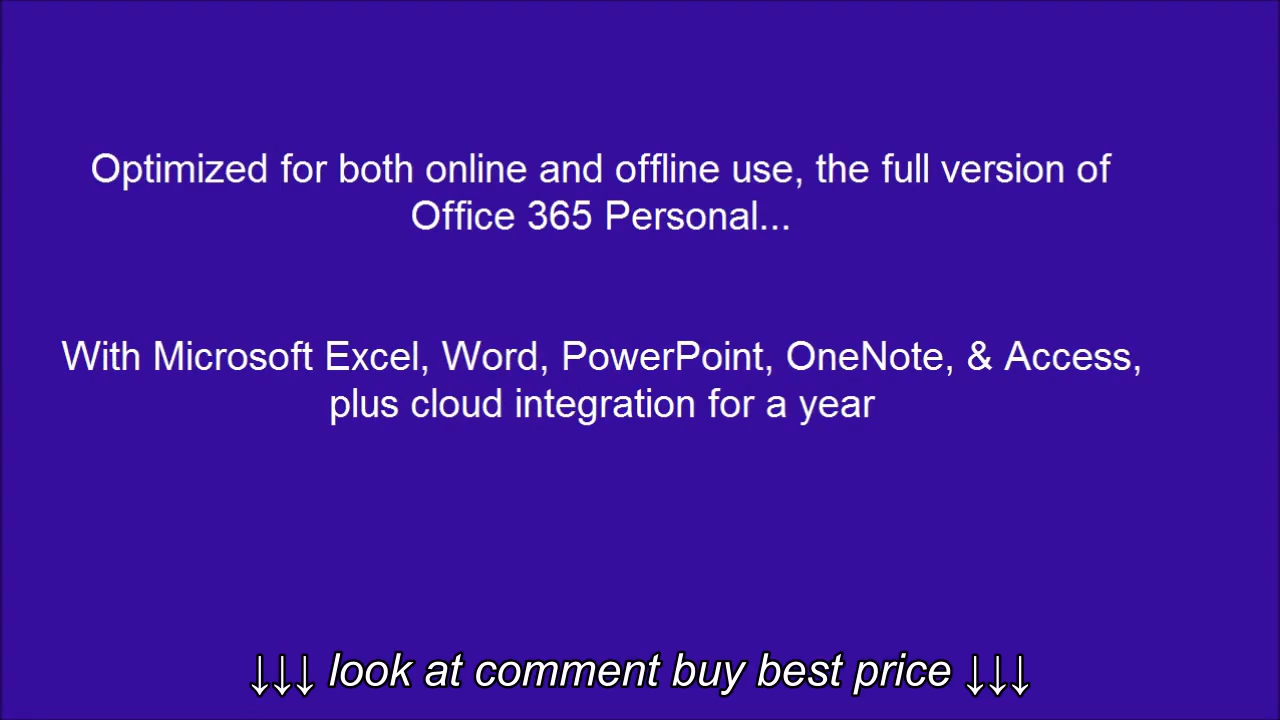 Optimized for both online and offline use, the full version of
Office 365 Personal...
With Microsoft Excel, Word, PowerPoint, OneNote, & Access,
plus cloud integration for a year
↓↓↓ look at comment buy best price ↓↓↓